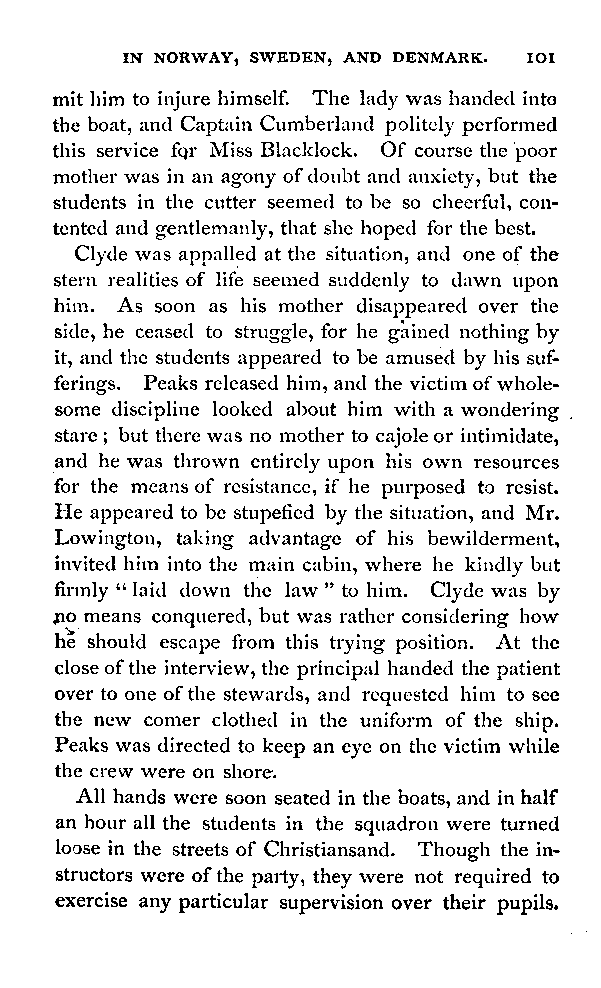 IN NORWAY, SWEDEN, AND DENMARK. 101
mit him to injure himself. The lady was handed into
the boat, and Captain Cumberland politely performed
this service for Miss Blacklock. Of course the poor
mother was in an agony of doubt and anxiety, but the
students in the cutter seemed to be so cheerful, con-
tented and gentlemanly, that she hoped for the best.
Clyde was appalled at the situation, and one of the
stern realities of life seemed suddenly to dawn upon
him. As soon as his mother disappeared over the
side, he ceased to struggle, for he gained nothing by
it, and the students appeared to be amused by his suf-
ferings. Peaks released him, and the victim of whole-
some discipline looked about him with a wondering
stare; but there was no mother to cajole or intimidate,
and he was thrown entirely upon his own resources
for the means of resistance, if he purposed to resist.
He appeared to be stupefied by the situation, and Mr.
Lowington, taking advantage of his bewilderment,
invited him into the main cabin, where he kindly but
firmly "laid down the law" to him. Clyde was by
no means conquered, but was rather considering how
he should escape from this trying position. At the
close of the interview, the principal handed the patient
over to one of the stewards, and requested him to see
the new comer clothed in the uniform of the ship.
Peaks was directed to keep an eye on the victim while
the crew were on shore.
All hands were soon seated in the boats, and in half
an hour all the students in the squadron were turned
loose in the streets of Christiansand. Though the in-
structors were of the party, they were not required to
exercise any particular supervision over their pupils.